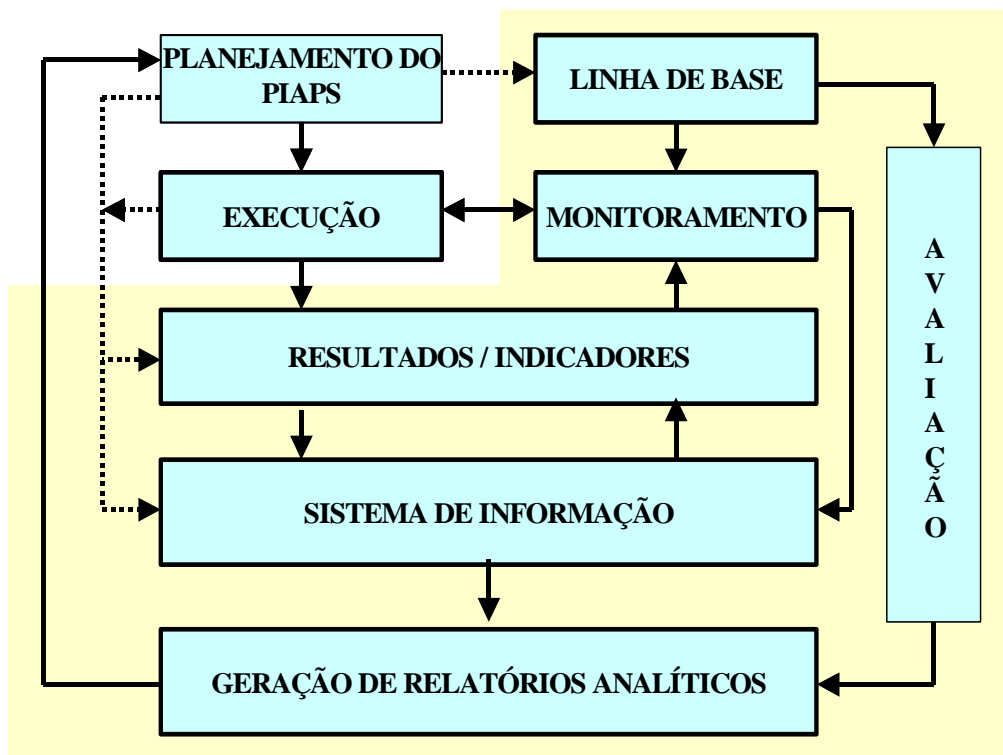 PLANEJAMENTO DO
PIAPS
LINHA DE BASE
EXECUÇÃO
MONITORAMENTO
RESULTADOS / INDICADORES
SISTEMA DE INFORMAÇÃO
GERAÇÃO DE RELATÓRIOS ANALÍTICOS
A
V
A
L
I
A
Ç
Ã
O